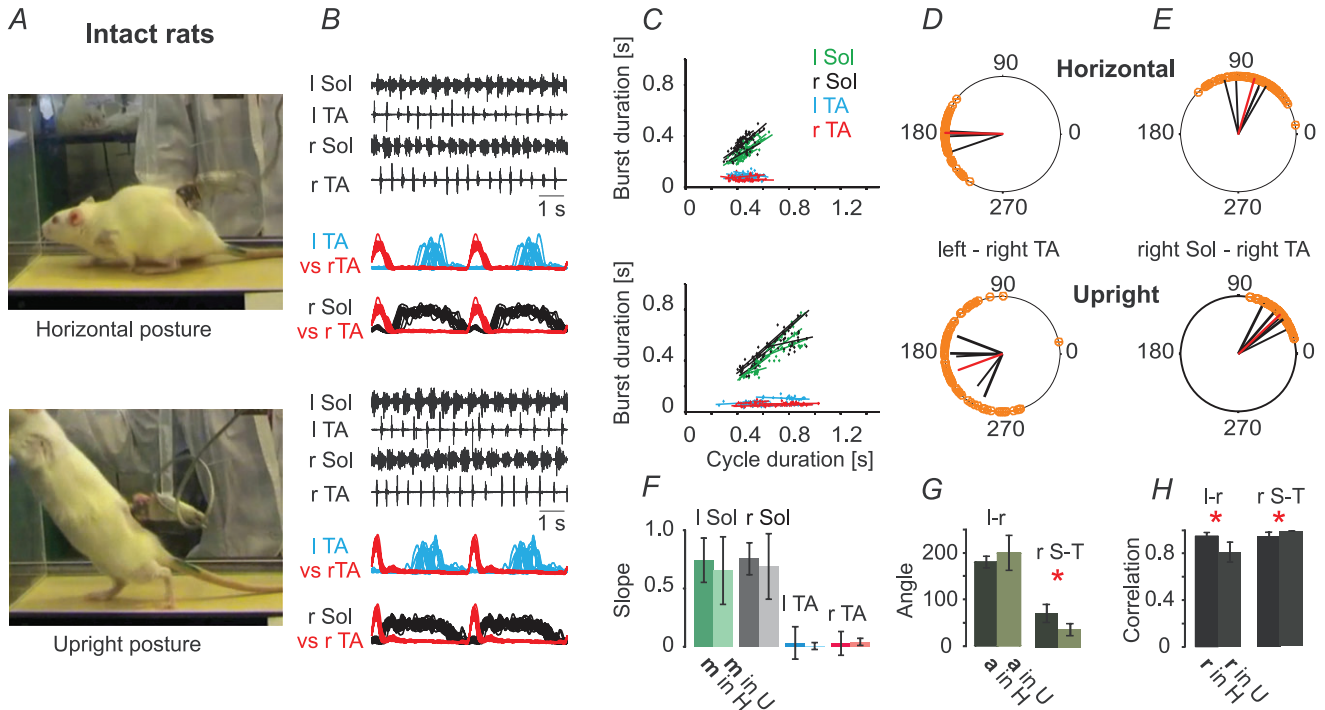 A
Intact rats
Horizontal posture
Upright posture
B
l Sol
l TA
r Sol
r TA
1 s
l TA
vs rTA
r Sol
vs r TA
l Sol
l TA
r Sol
r TA
1 s
l TA
vs rTA
r Sol
vs r TA
C
Burst duration [s]
0.8
0.4
0
0 0.4 0.8 1.2
l Sol
r Sol
l TA
r TA
Burst duration [s]
0.8
0.4
0
0 0.4 0.8 1.2
Cycle duration [s]
D
E
Horizontal
90
180
0
270
90
180
0
270
left - right TA
right Sol - right TA
Upright
90
180
0
270
90
180
0
270
F
Slope
1.0
0.5
0
l Sol
r Sol
l TA
r TA
m in H
m in U
G
Angle
200
100
0
l-r
r S-T
*
a in H
a in U
H
Correlation
0.8
0.4
0
l-r
*
r S-T
*
r in H
r in U